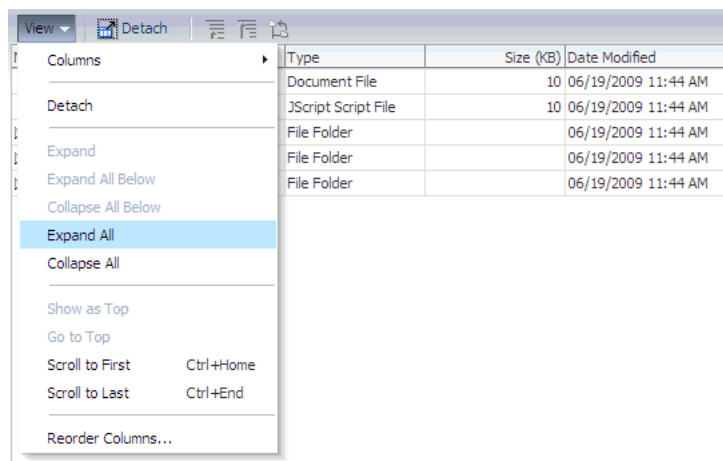 View Detach
Columns Type Size (KB) Date Modified
Document File 10 06/19/2009 11:44 AM
Detach JScript Script File 10 06/19/2009 11:44 AM
File Folder 06/19/2009 11:44 AM
Expand File Folder 06/19/2009 11:44 AM
Expand All Below File Folder 06/19/2009 11:44 AM
Collapse All Below
Expand All
Collapse All
Show as Top
Go to Top
Scroll to First Ctrl+Home
Scroll to Last Ctrl+End
Reorder Columns...